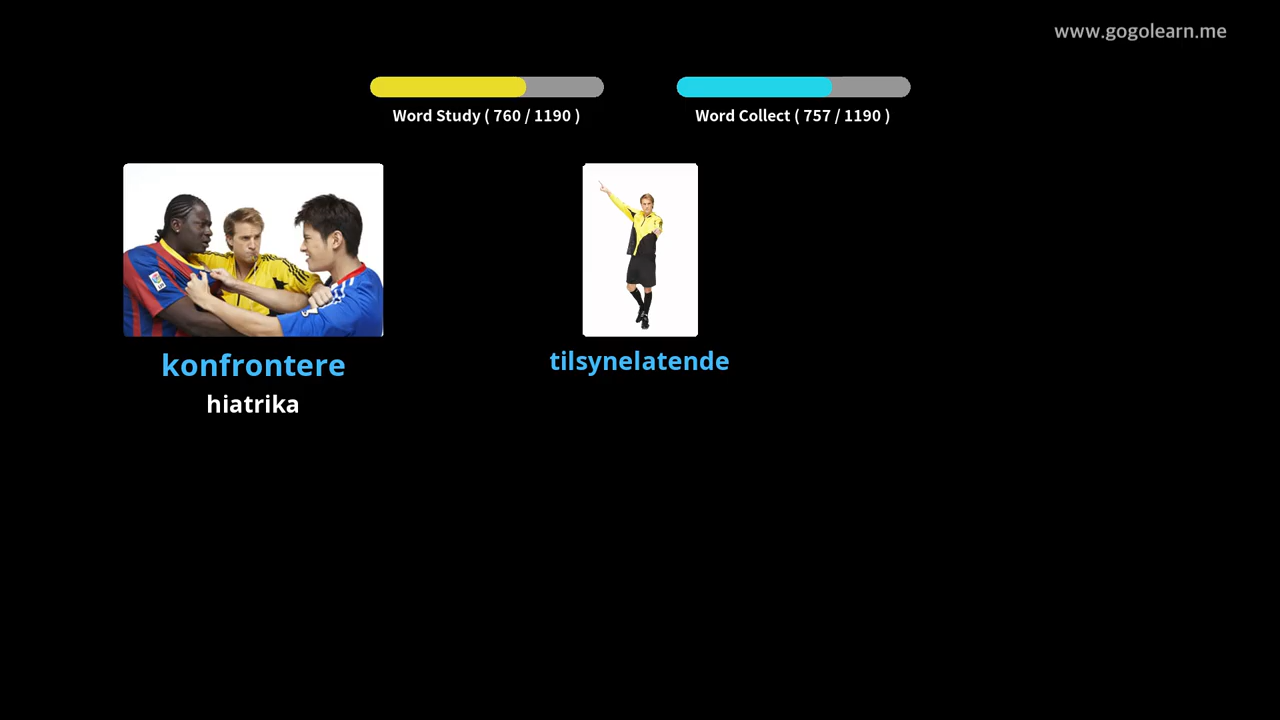 www.gogolearn.me
Word Study ( 760 / 1190 )
Word Collect ( 757 / 1190 )
konfrontere
hiatrika
tilsynelatende